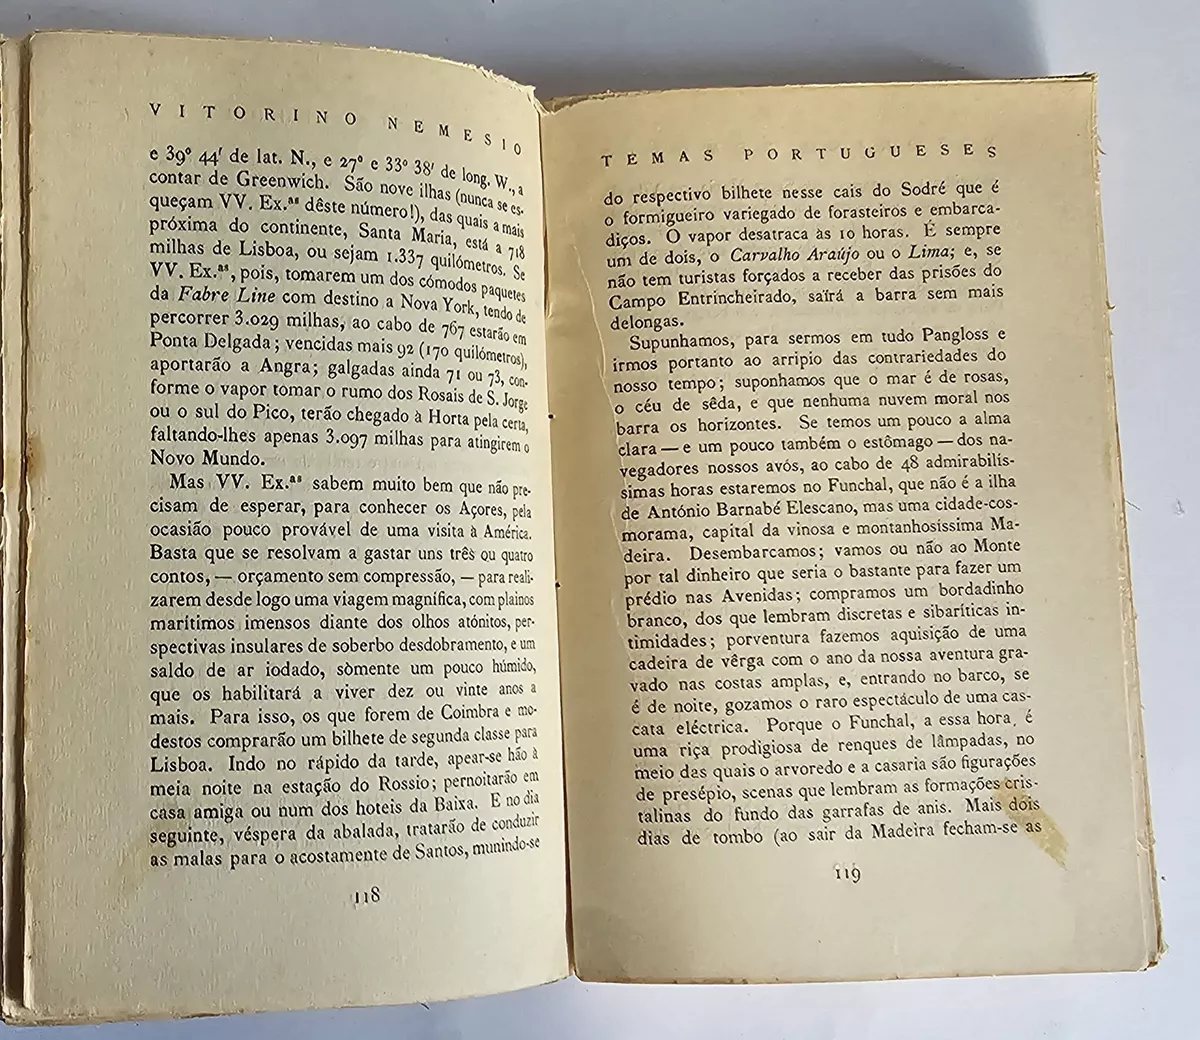 VITORINO NEMESIO
e 39º 44' de lat. N., e 27º e 33º 38' de long. W., a
contar de Greenwich. São nove ilhas (nunca se es-
queçam VV. Ex.ᵃˢ dêste número!), das quais a mais
próxima do continente, Santa Maria, está a 718
milhas de Lisboa, ou sejam 1.337 quilómetros. Se
VV. Ex.ᵃˢ, pois, tomarem um dos cómodos paquetes
da Fabre Line com destino a Nova York, tendo de
percorrer 3.029 milhas, ao cabo de 767 estarão em
Ponta Delgada; vencidas mais 92 (170 quilómetros),
aportarão a Angra; galgadas ainda 71 ou 73, con-
forme o vapor tomar o rumo dos Rosais de S. Jorge
ou o sul do Pico, terão chegado à Horta pela certa,
faltando-lhes apenas 3.097 milhas para atingirem o
Novo Mundo.
Mas VV. Ex.ᵃˢ sabem muito bem que não pre-
cisam de esperar, para conhecer os Açores, pela
ocasião pouco provável de uma visita à América.
Basta que se resolvam a gastar uns três ou quatro
contos, — orçamento sem compressão, — para reali-
zarem desde logo uma viagem magnífica, com plainos
marítimos imensos diante dos olhos atónitos, per-
spectivas insulares de soberbo desdobramento, e um
saldo de ar iodado, sòmente um pouco húmido,
que os habilitará a viver dez ou vinte anos a
mais. Para isso, os que forem de Coimbra e mo-
destos comprarão um bilhete de segunda classe para
Lisboa. Indo no rápido da tarde, apear-se hão à
meia noite na estação do Rossio; pernoitarão em
casa amiga ou num dos hoteis da Baixa. E no dia
seguinte, véspera da abalada, tratarão de conduzir
as malas para o acostamente de Santos, munindo-se
118
TEMAS PORTUGUESES
do respectivo bilhete nesse cais do Sodré que é
o formigueiro variegado de forasteiros e embarca-
diços. O vapor desatraca às 10 horas. É sempre
um de dois, o Carvalho Araújo ou o Lima; e, se
não tem turistas forçados a receber das prisões do
Campo Entrincheirado, saïrá a barra sem mais
delongas.
Supunhamos, para sermos em tudo Pangloss e
irmos portanto ao arripio das contrariedades do
nosso tempo; suponhamos que o mar é de rosas,
o céu de sêda, e que nenhuma nuvem moral nos
barra os horizontes. Se temos um pouco a alma
clara — e um pouco também o estômago — dos na-
vegadores nossos avós, ao cabo de 48 admirabilís-
simas horas estaremos no Funchal, que não é a ilha
de António Barnabé Elescano, mas uma cidade-cos-
morama, capital da vinosa e montanhosíssima Ma-
deira. Desembarcamos; vamos ou não ao Monte
por tal dinheiro que seria o bastante para fazer um
prédio nas Avenidas; compramos um bordadinho
branco, dos que lembram discretas e sibaríticas in-
timidades; porventura fazemos aquisição de uma
cadeira de vêrga com o ano da nossa aventura gra-
vado nas costas amplas, e, entrando no barco, se
é de noite, gozamos o raro espectáculo de uma cas-
cata eléctrica. Porque o Funchal, a essa hora, é
uma riça prodigiosa de renques de lâmpadas, no
meio das quais o arvoredo e a casaria são figurações
de presépio, scenas que lembram as formações cris-
talinas do fundo das garrafas de anis. Mais dois
dias de tombo (ao sair da Madeira fecham-se as
119